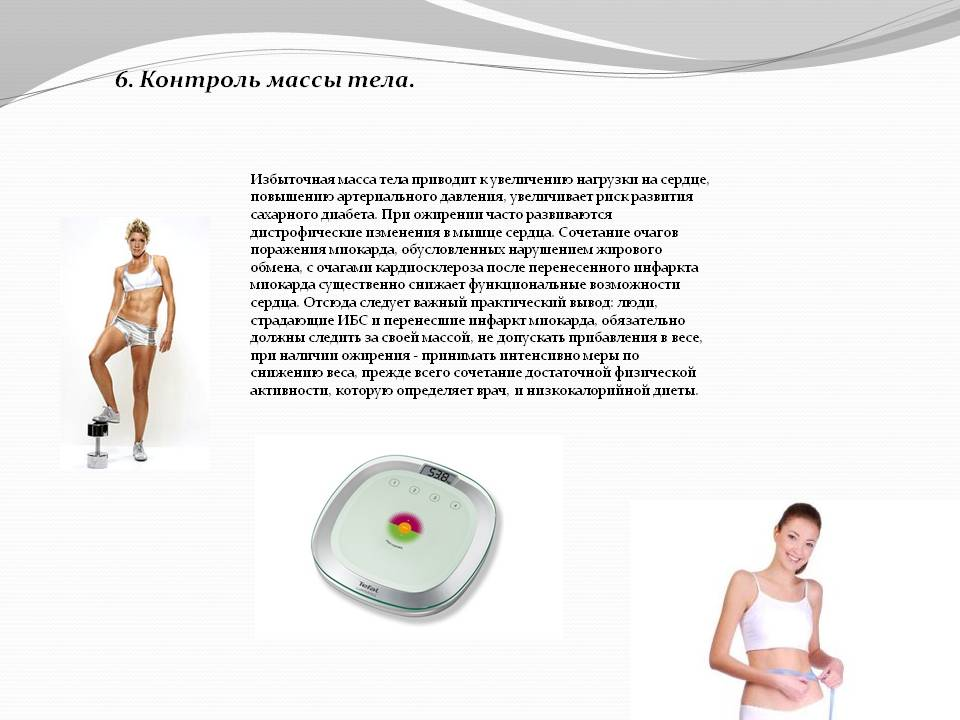 6. Контроль массы тела.
Избыточная масса тела приводит к увеличению нагрузки на сердце,
повышению артериального давления, увеличивает риск развития
сахарного диабета. При ожирении часто развиваются
дистрофические изменения в мышце сердца. Сочетание очагов
поражения миокарда, обусловленных нарушением жирового
обмена, с очагами кардиосклероза после перенесенного инфаркта
миокарда существенно снижает функциональные возможности
сердца. Отсюда следует важный практический вывод: люди,
страдающие ИБС и перенесшие инфаркт миокарда, обязательно
должны следить за своей массой, не допускать прибавления в весе,
при наличии ожирения - принимать интенсивно меры по
снижению веса, прежде всего сочетание достаточной физической
активности, которую определяет врач, и низкокалорийной диеты.
53.8
1 2 3 4
Tefal